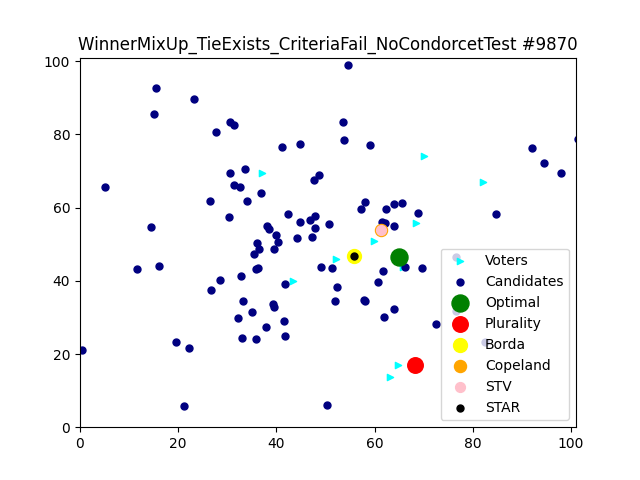 WinnerMixUp_TieExists_CriteriaFail_NoCondorcetTest #9870
100
80
60
40
20
0
0 20 40 60 80 100
Voters
Candidates
Optimal
Plurality
Borda
Copeland
STV
STAR